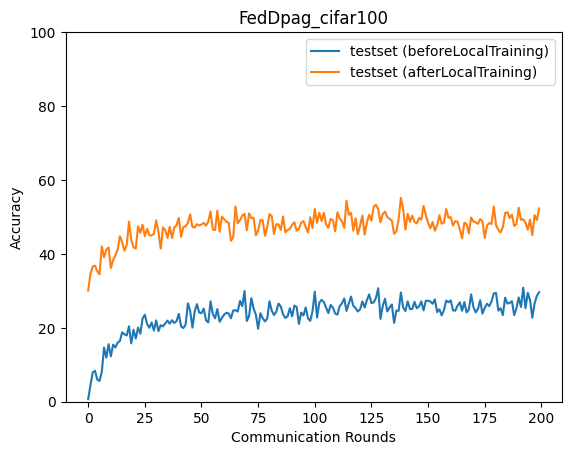 FedDpag_cifar100
100
80
60
40
20
0
Accuracy
testset (beforeLocalTraining)
testset (afterLocalTraining)
0 25 50 75 100 125 150 175 200
Communication Rounds